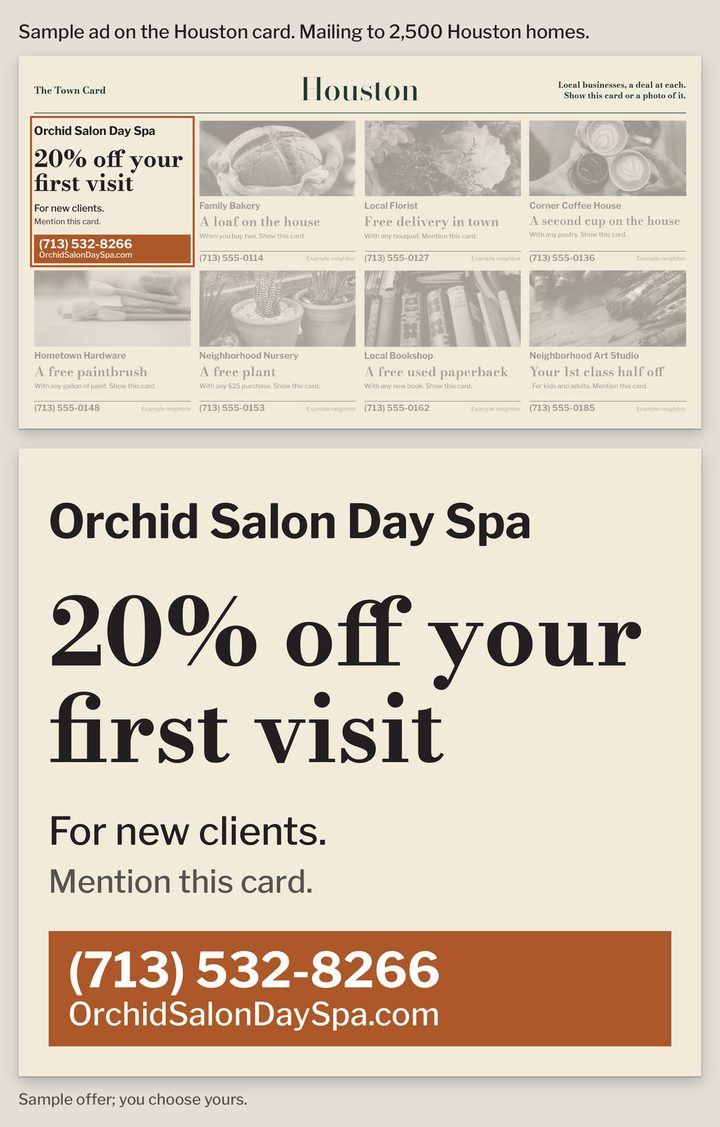 Sample ad on the Houston card. Mailing to 2,500 Houston homes.
The Town Card
Houston
Local businesses, a deal at each.
Show this card or a photo of it.
Orchid Salon Day Spa
20% off your
first visit
For new clients.
Mention this card.
(713) 532-8266
OrchidSalonDaySpa.com
Family Bakery
A loaf on the house
When you buy two. Show this card.
(713) 555-0114
Example neighbor
Local Florist
Free delivery in town
With any bouquet. Mention this card.
(713) 555-0127
Example neighbor
Corner Coffee House
A second cup on the house
With any pastry. Show this card.
(713) 555-0136
Example neighbor
Hometown Hardware
A free paintbrush
With any gallon of paint. Show this card.
(713) 555-0148
Example neighbor
Neighborhood Nursery
A free plant
With any $25 purchase. Show this card.
(713) 555-0153
Example neighbor
Local Bookshop
A free used paperback
With any new book. Show this card.
(713) 555-0162
Example neighbor
Neighborhood Art Studio
Your 1st class half off
For kids and adults. Mention this card.
(713) 555-0185
Example neighbor
Orchid Salon Day Spa
20% off your
first visit
For new clients.
Mention this card.
(713) 532-8266
OrchidSalonDaySpa.com
Sample offer; you choose yours.